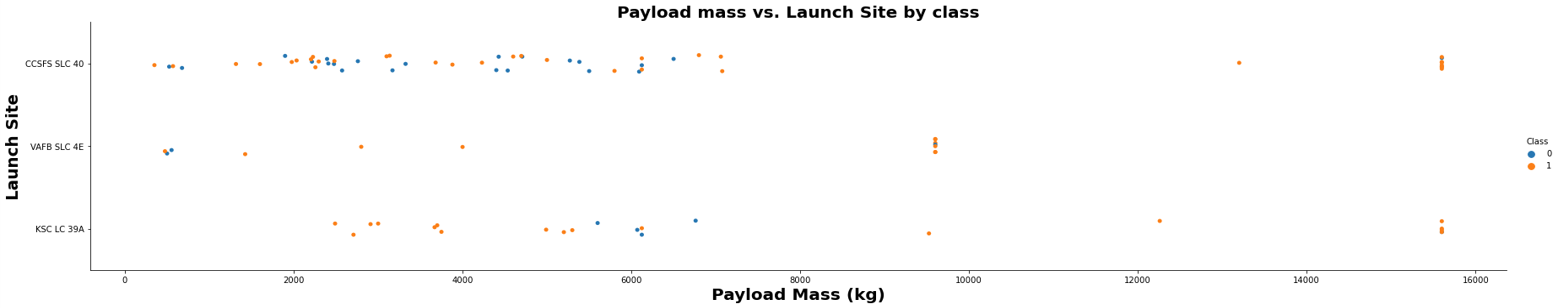 Payload mass vs. Launch Site by class
Launch Site
CCSFS SLC 40
VAFB SLC 4E
KSC LC 39A
0 2000 4000 6000 8000 10000 12000 14000 16000
Payload Mass (kg)
Class
0
1